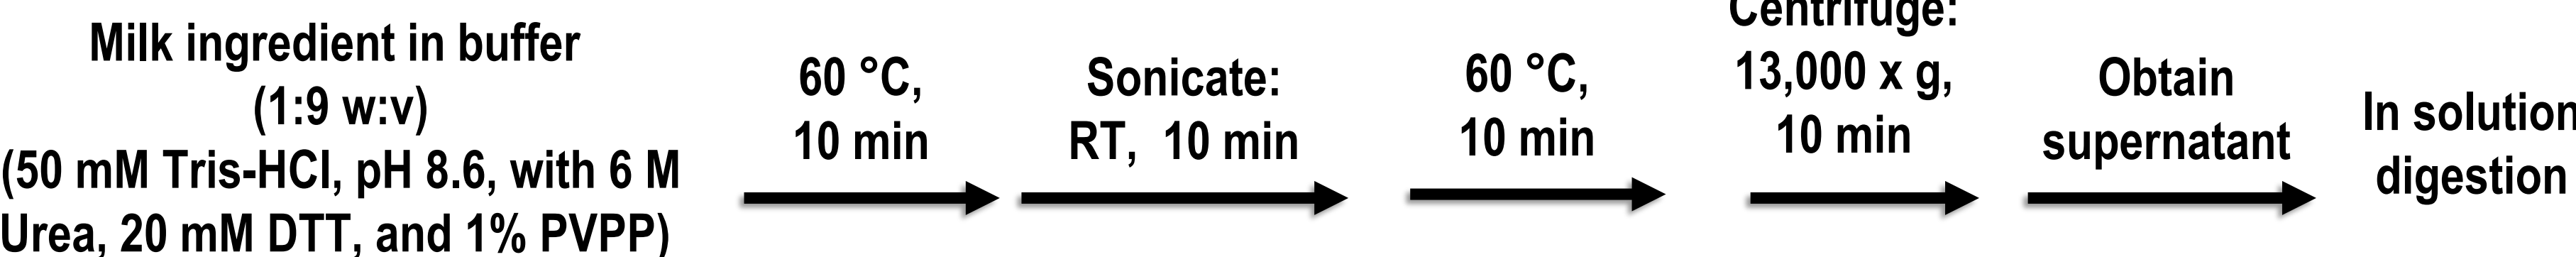 Milk ingredient in buffer
(1:9 w:v)
(50 mM Tris-HCl, pH 8.6, with 6 M
Urea, 20 mM DTT, and 1% PVPP)
60 °C,
10 min
Sonicate:
RT, 10 min
60 °C,
10 min
Centrifuge:
13,000 x g,
10 min
Obtain
supernatant
In solution
digestion